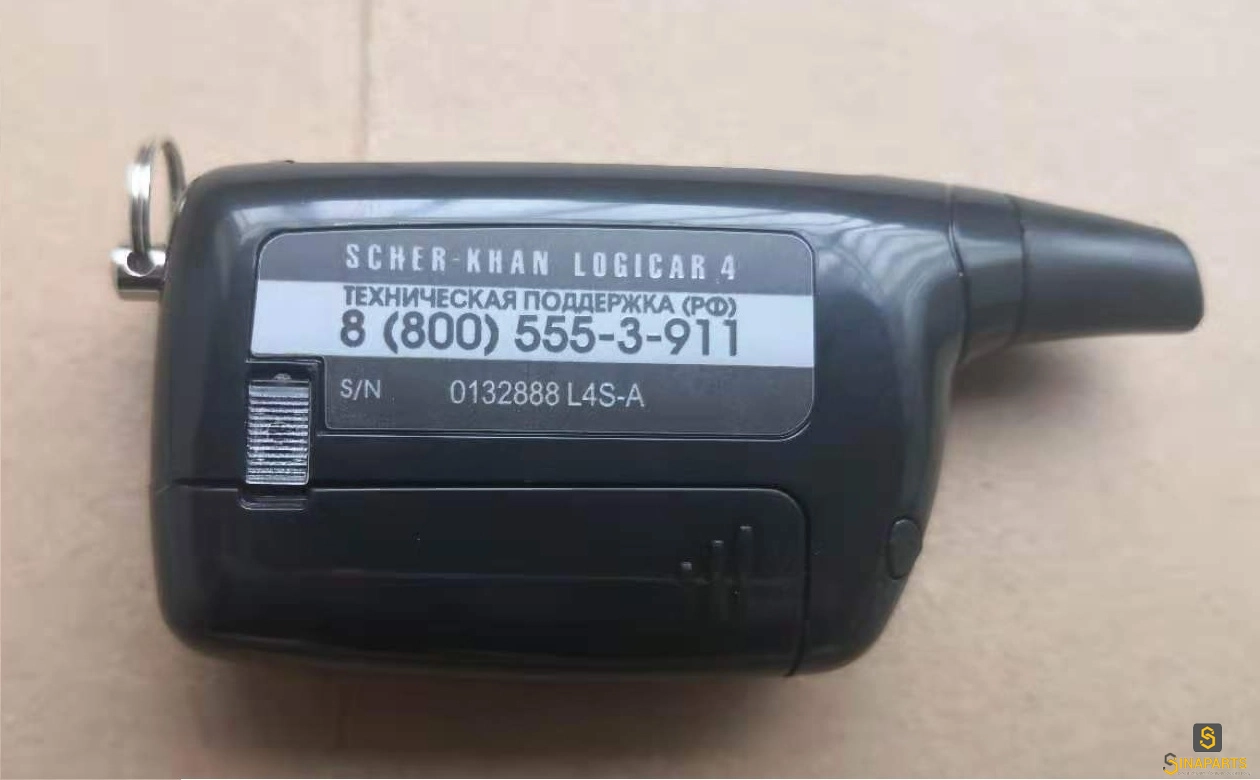 SCHER-KHAN LOGICAR 4
ТЕХНИЧЕСКАЯ ПОДДЕРЖКА (РФ)
8 (800) 555-3-911
S/N 0132888 L4S-A
SINAPARTS